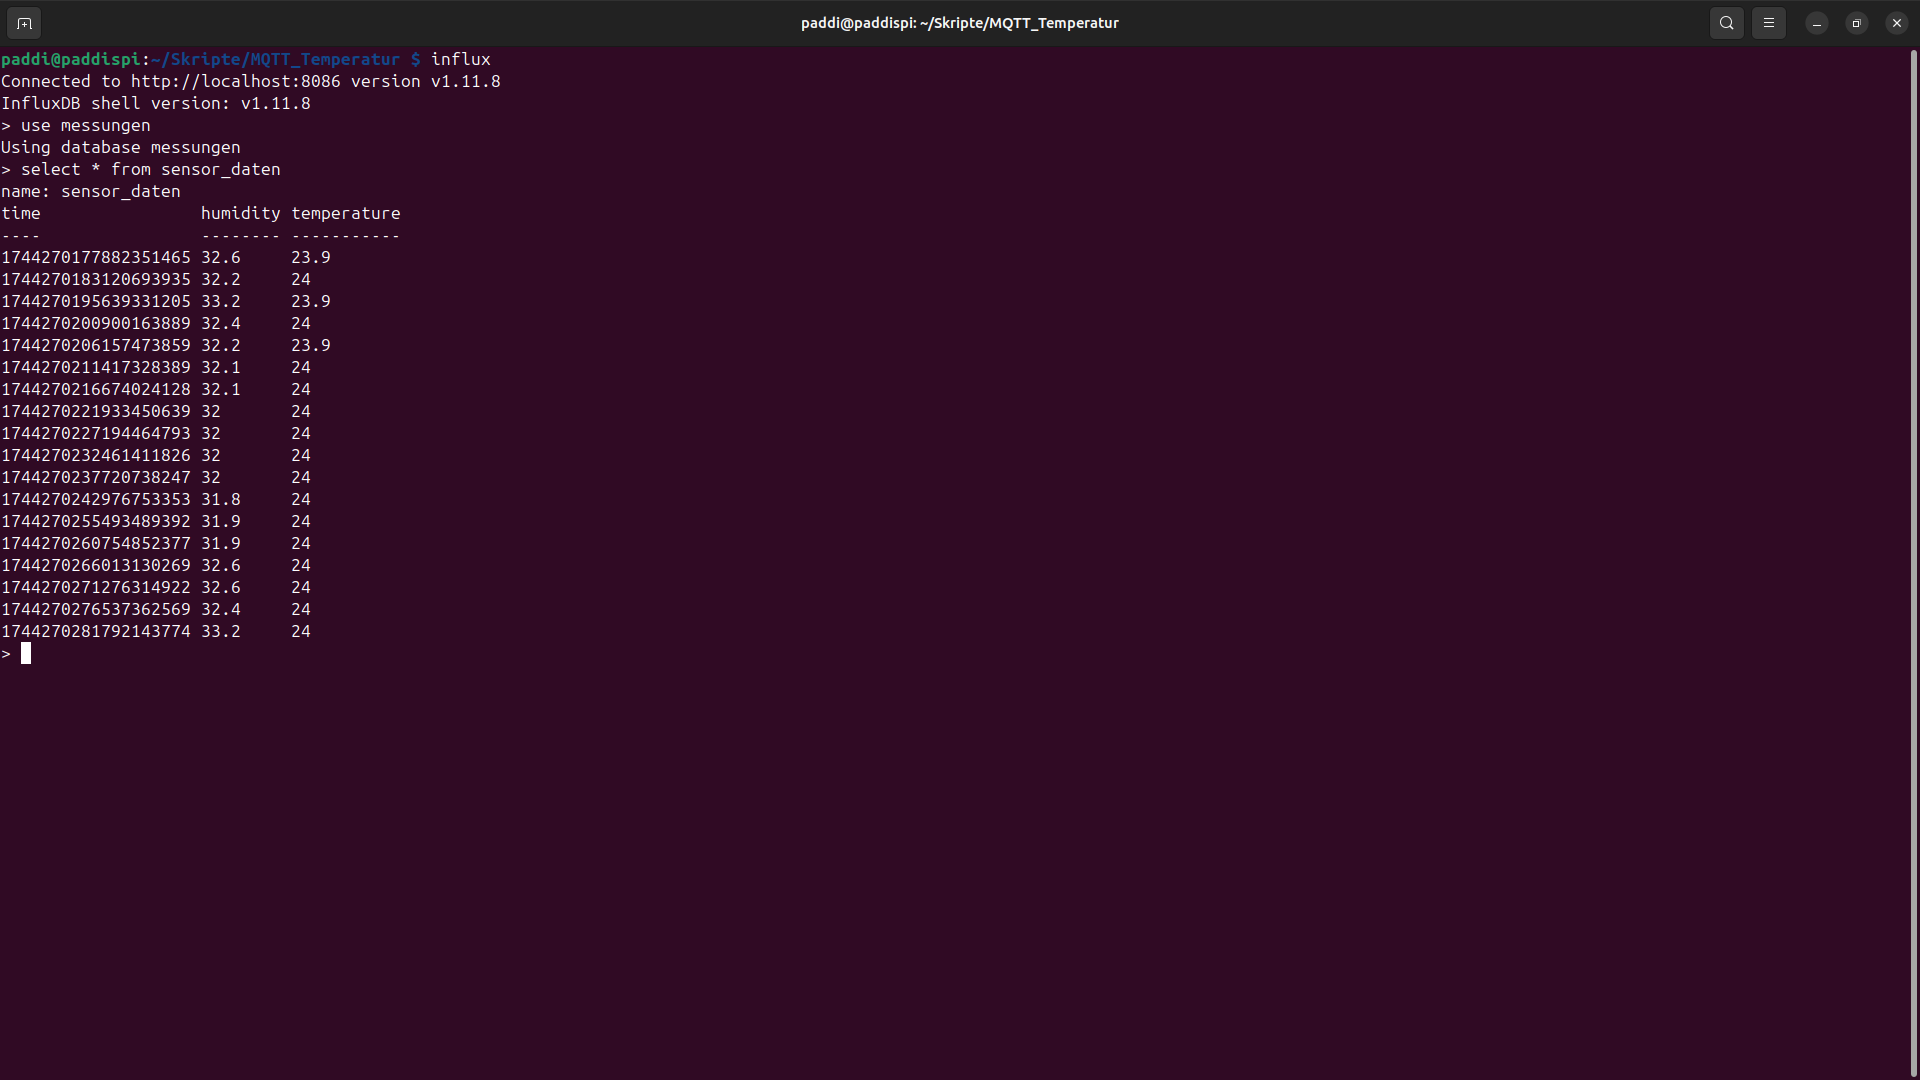 paddi@paddispi: ~/Skripte/MQTT_Temperatur
paddi@paddispi:~/Skripte/MQTT_Temperatur $ influx
Connected to http://localhost:8086 version v1.11.8
InfluxDB shell version: v1.11.8
> use messungen
Using database messungen
> select * from sensor_daten
name: sensor_daten
time                humidity temperature
----                -------- -----------
1744270177882351465 32.6     23.9
1744270183120693935 32.2     24
1744270195639331205 33.2     23.9
1744270200900163889 32.4     24
1744270206157473859 32.2     23.9
1744270211417328389 32.1     24
1744270216674024128 32.1     24
1744270221933450639 32       24
1744270227194464793 32       24
1744270232461411826 32       24
1744270237720738247 32       24
1744270242976753353 31.8     24
1744270255493489392 31.9     24
1744270260754852377 31.9     24
1744270266013130269 32.6     24
1744270271276314922 32.6     24
1744270276537362569 32.4     24
1744270281792143774 33.2     24
>